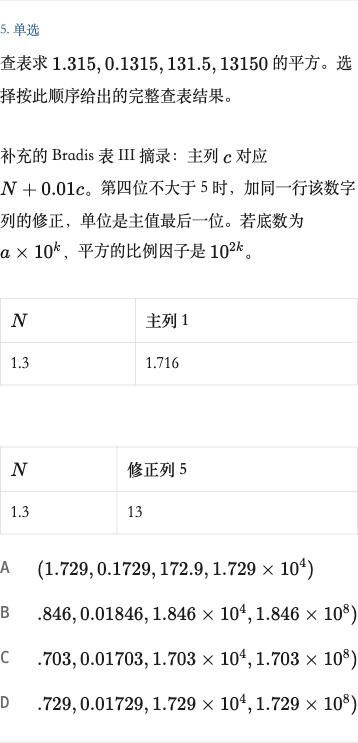 5. 单选
查表求 1.315, 0.1315, 131.5, 13150 的平方。选
择按此顺序给出的完整查表结果。
补充的 Bradis 表 III 摘录：主列 c 对应
N + 0.01c。第四位不大于 5 时，加同一行该数字
列的修正，单位是主值最后一位。若底数为
a × 10^k，平方的比例因子是 10^{2k}。
N 主列 1
1.3 1.716
N 修正列 5
1.3 13
A (1.729, 0.1729, 172.9, 1.729 × 10^4)
B .846, 0.01846, 1.846 × 10^4, 1.846 × 10^8)
C .703, 0.01703, 1.703 × 10^4, 1.703 × 10^8)
D .729, 0.01729, 1.729 × 10^4, 1.729 × 10^8)